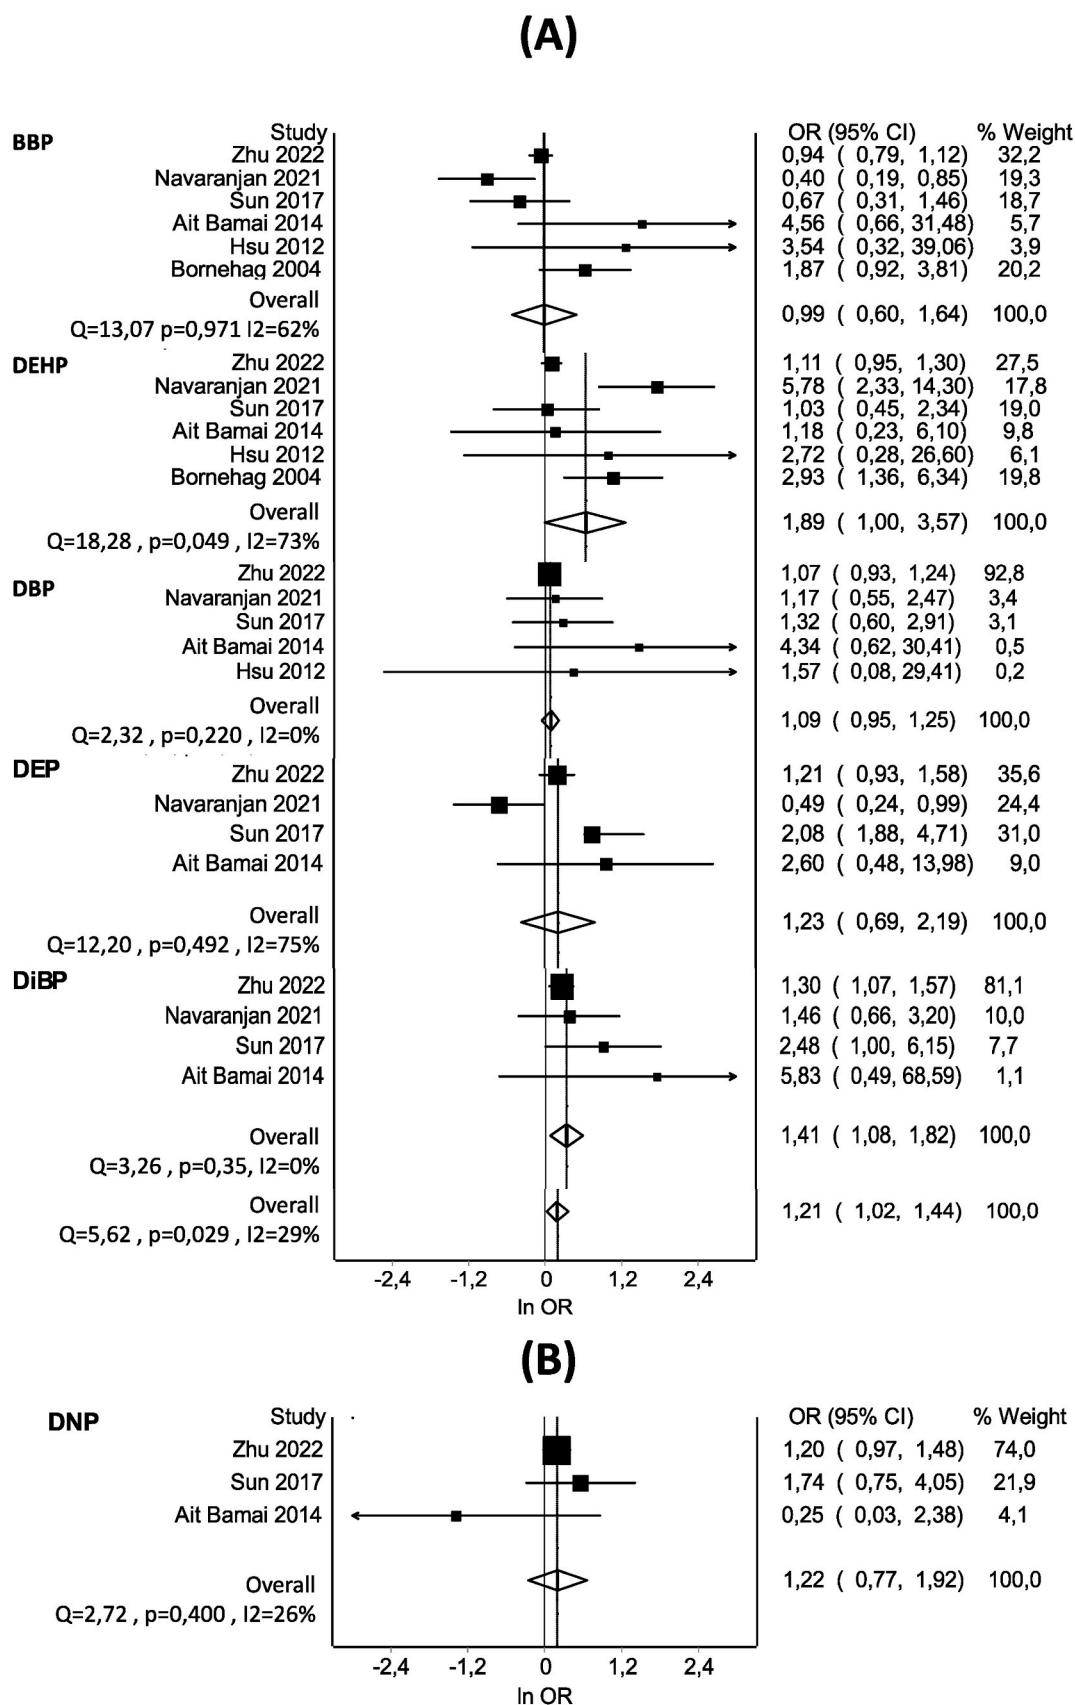 (A)
BBP
Study OR (95% CI) % Weight
Zhu 2022 0,94 ( 0,79, 1,12) 32,2
Navaranjan 2021 0,40 ( 0,19, 0,85) 19,3
Sun 2017 0,67 ( 0,31, 1,46) 18,7
Ait Bamai 2014 4,56 ( 0,66, 31,48) 5,7
Hsu 2012 3,54 ( 0,32, 39,06) 3,9
Bornehag 2004 1,87 ( 0,92, 3,81) 20,2
Overall 0,99 ( 0,60, 1,64) 100,0
Q=13,07 p=0,971 I2=62%
DEHP
Zhu 2022 1,11 ( 0,95, 1,30) 27,5
Navaranjan 2021 5,78 ( 2,33, 14,30) 17,8
Sun 2017 1,03 ( 0,45, 2,34) 19,0
Ait Bamai 2014 1,18 ( 0,23, 6,10) 9,8
Hsu 2012 2,72 ( 0,28, 26,60) 6,1
Bornehag 2004 2,93 ( 1,36, 6,34) 19,8
Overall 1,89 ( 1,00, 3,57) 100,0
Q=18,28 , p=0,049 , I2=73%
DBP
Zhu 2022 1,07 ( 0,93, 1,24) 92,8
Navaranjan 2021 1,17 ( 0,55, 2,47) 3,4
Sun 2017 1,32 ( 0,60, 2,91) 3,1
Ait Bamai 2014 4,34 ( 0,62, 30,41) 0,5
Hsu 2012 1,57 ( 0,08, 29,41) 0,2
Overall 1,09 ( 0,95, 1,25) 100,0
Q=2,32 , p=0,220 , I2=0%
DEP
Zhu 2022 1,21 ( 0,93, 1,58) 35,6
Navaranjan 2021 0,49 ( 0,24, 0,99) 24,4
Sun 2017 2,08 ( 1,88, 4,71) 31,0
Ait Bamai 2014 2,60 ( 0,48, 13,98) 9,0
Overall 1,23 ( 0,69, 2,19) 100,0
Q=12,20 , p=0,492 , I2=75%
DiBP
Zhu 2022 1,30 ( 1,07, 1,57) 81,1
Navaranjan 2021 1,46 ( 0,66, 3,20) 10,0
Sun 2017 2,48 ( 1,00, 6,15) 7,7
Ait Bamai 2014 5,83 ( 0,49, 68,59) 1,1
Overall 1,41 ( 1,08, 1,82) 100,0
Q=3,26 , p=0,35, I2=0%
Overall 1,21 ( 1,02, 1,44) 100,0
Q=5,62 , p=0,029 , I2=29%
-2,4 -1,2 0 1,2 2,4
ln OR
(B)
DNP
Study OR (95% CI) % Weight
Zhu 2022 1,20 ( 0,97, 1,48) 74,0
Sun 2017 1,74 ( 0,75, 4,05) 21,9
Ait Bamai 2014 0,25 ( 0,03, 2,38) 4,1
Overall 1,22 ( 0,77, 1,92) 100,0
Q=2,72 , p=0,400 , I2=26%
-2,4 -1,2 0 1,2 2,4
ln OR